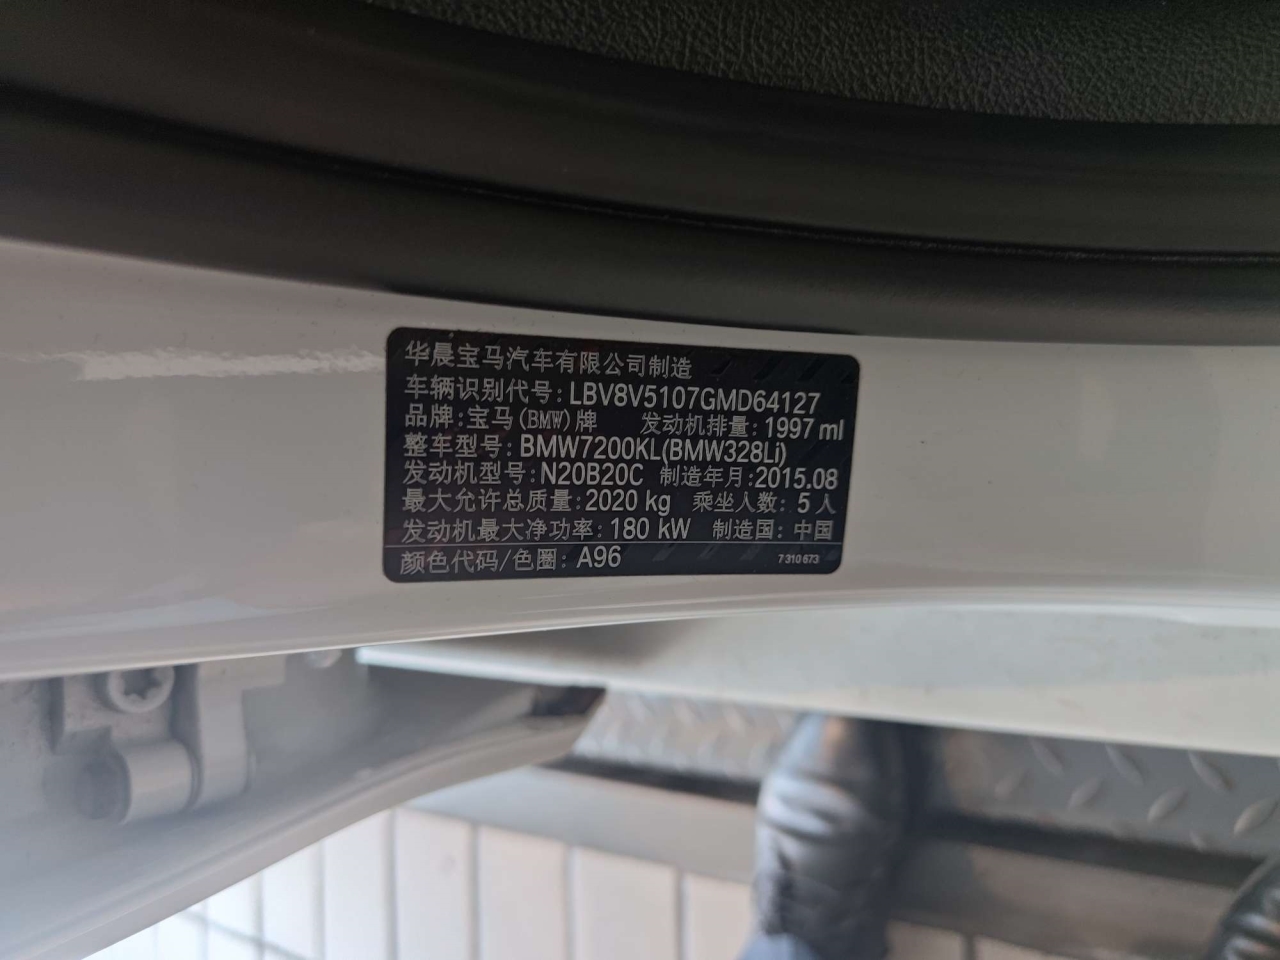 华晨宝马汽车有限公司制造
车辆识别代号: LBV8V5107GMD64127
品牌: 宝马(BMW)牌 发动机排量: 1997 ml
整车型号: BMW7200KL(BMW328Li)
发动机型号: N20B20C 制造年月: 2015.08
最大允许总质量: 2020 kg 乘坐人数: 5 人
发动机最大净功率: 180 kW 制造国: 中国
颜色代码/色圈: A96 7 310 673